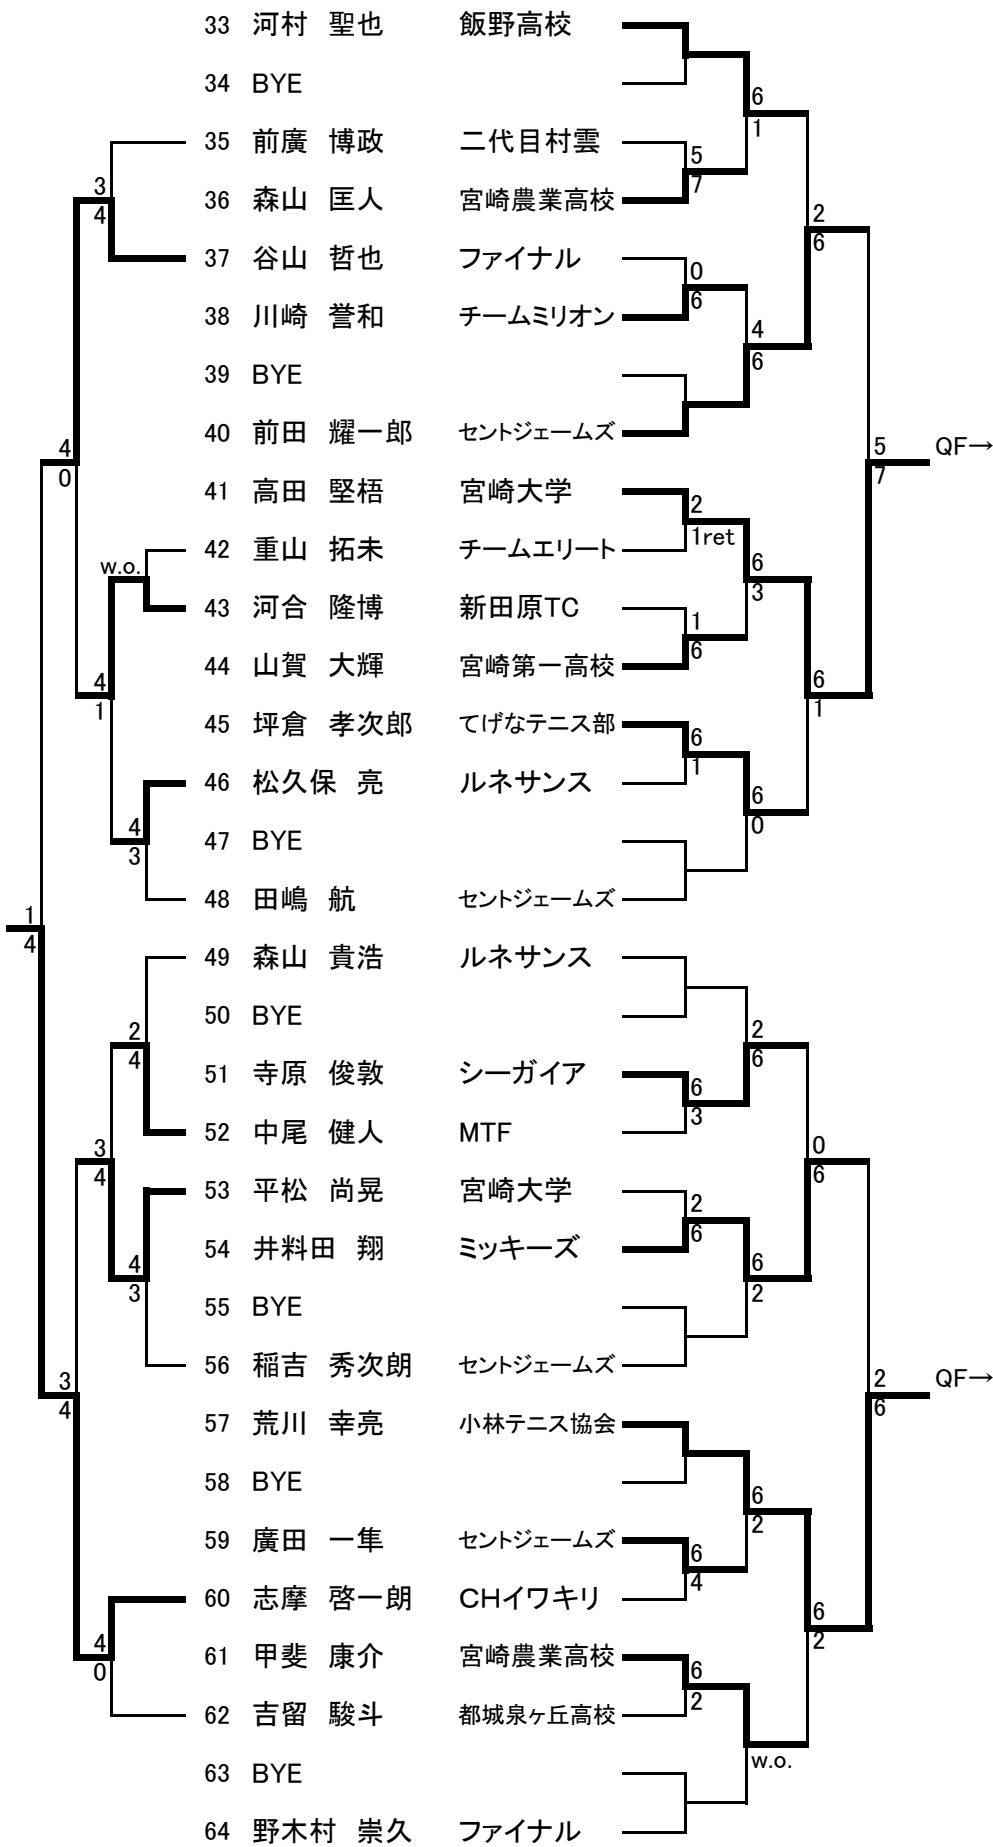 33 河村 聖也 飯野高校
34 BYE
6
1
35 前廣 博政 二代目村雲
5
7
3
4
36 森山 匡人 宮崎農業高校
2
6
37 谷山 哲也 ファイナル
0
6
38 川崎 誉和 チームミリオン
4
6
39 BYE
40 前田 耀一郎 セントジェームズ
4
0
5
7
QF→
41 高田 堅梧 宮崎大学
2
1ret
42 重山 拓未 チームエリート
w.o.
6
3
43 河合 隆博 新田原TC
1
6
44 山賀 大輝 宮崎第一高校
4
1
6
1
45 坪倉 孝次郎 てげなテニス部
6
1
46 松久保 亮 ルネサンス
6
0
47 BYE
4
3
48 田嶋 航 セントジェームズ
1
4
49 森山 貴浩 ルネサンス
50 BYE
2
4
2
6
51 寺原 俊敦 シーガイア
6
3
52 中尾 健人 MTF
3
4
0
6
53 平松 尚晃 宮崎大学
2
6
54 井料田 翔 ミッキーズ
4
3
6
2
55 BYE
56 稲吉 秀次朗 セントジェームズ
3
4
2
6
QF→
57 荒川 幸亮 小林テニス協会
58 BYE
6
2
59 廣田 一隼 セントジェームズ
6
4
60 志摩 啓一朗 CHイワキリ
6
2
4
0
61 甲斐 康介 宮崎農業高校
6
2
62 吉留 駿斗 都城泉ヶ丘高校
w.o.
63 BYE
64 野木村 崇久 ファイナル